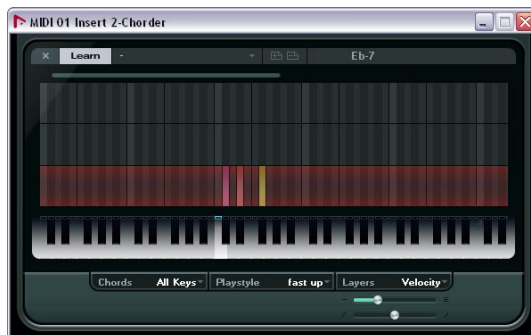 MIDI 01 Insert 2-Chorder
Learn - Eb-7
Chords All Keys Playstyle fast up Layers Velocity